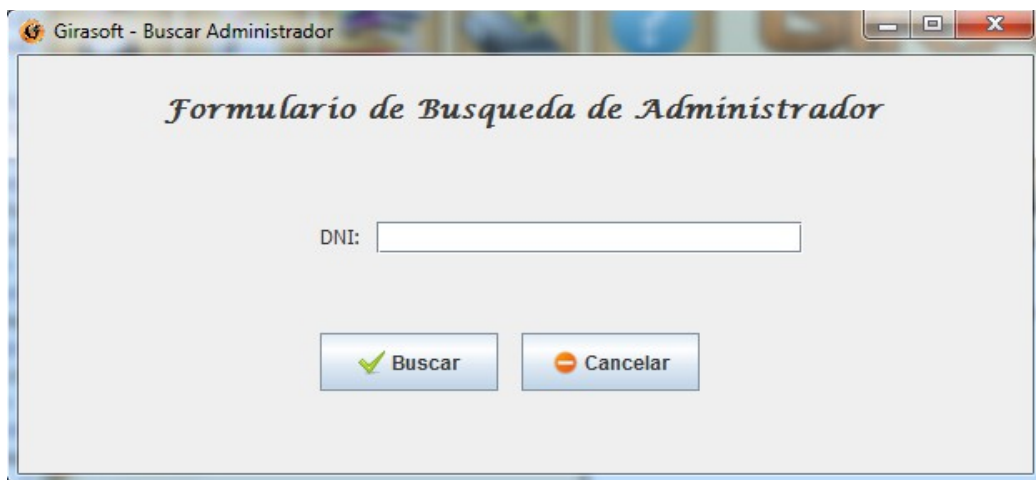 Girasoft - Buscar Administrador
Formulario de Busqueda de Administrador
DNI:
Buscar Cancelar